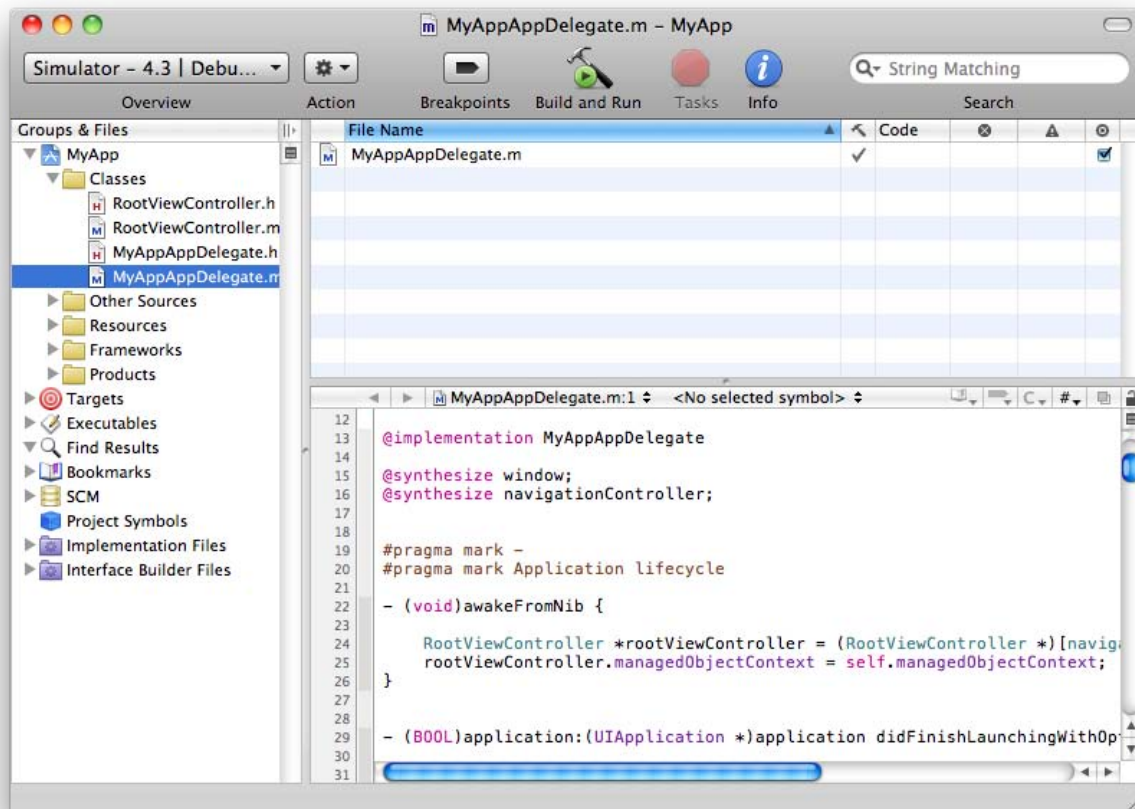 MyAppAppDelegate.m – MyApp
Simulator – 4.3 | Debu...
String Matching
Overview
Action
Breakpoints
Build and Run
Tasks
Info
Search
Groups & Files
MyApp
Classes
RootViewController.h
RootViewController.m
MyAppAppDelegate.h
MyAppAppDelegate.m
Other Sources
Resources
Frameworks
Products
Targets
Executables
Find Results
Bookmarks
SCM
Project Symbols
Implementation Files
Interface Builder Files
File Name
Code
MyAppAppDelegate.m
MyAppAppDelegate.m:1
<No selected symbol>
C
#
12
13 @implementation MyAppAppDelegate
14
15 @synthesize window;
16 @synthesize navigationController;
17
18
19 #pragma mark –
20 #pragma mark Application lifecycle
21
22 – (void)awakeFromNib {
23
24 RootViewController *rootViewController = (RootViewController *)[naviga
25 rootViewController.managedObjectContext = self.managedObjectContext;
26 }
27
28
29 – (BOOL)application:(UIApplication *)application didFinishLaunchingWithOp
30
31